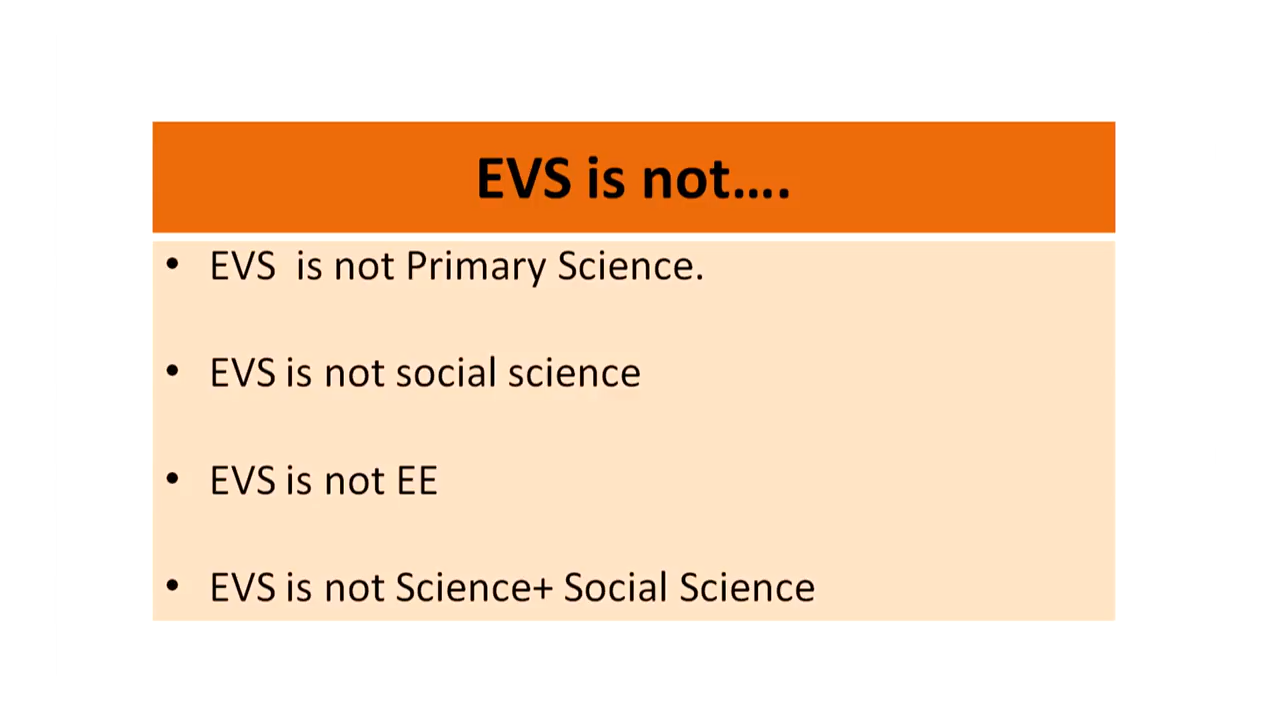 EVS is not….
• EVS  is not Primary Science.
• EVS is not social science
• EVS is not EE
• EVS is not Science+ Social Science